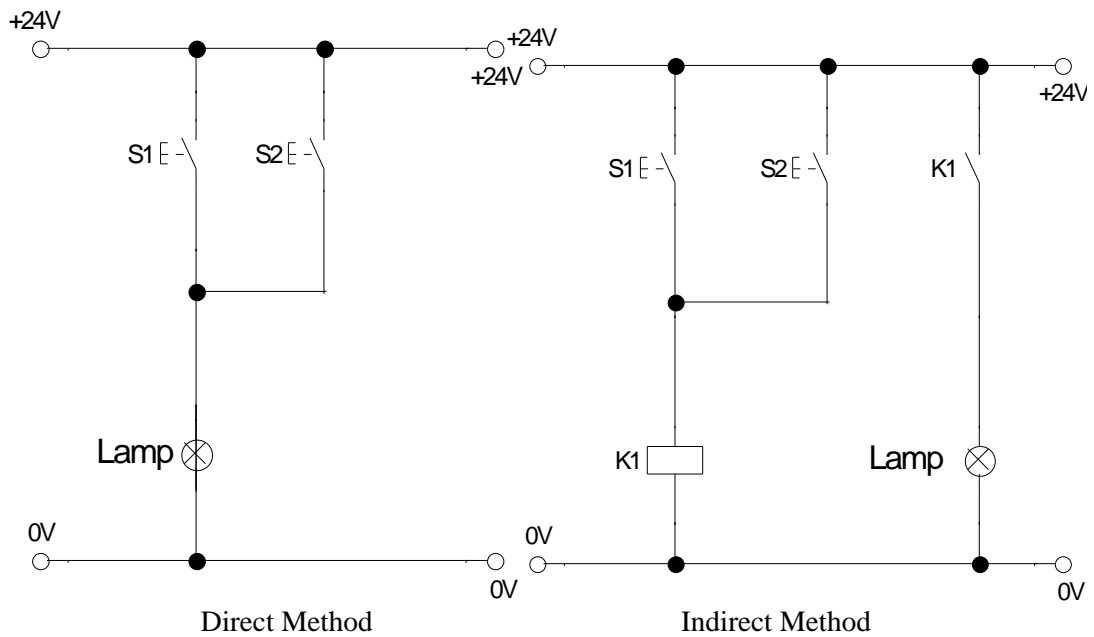 +24V
+24V
S1
S2
Lamp
0V
0V
Direct Method
+24V
+24V
S1
S2
K1
K1
Lamp
0V
0V
Indirect Method